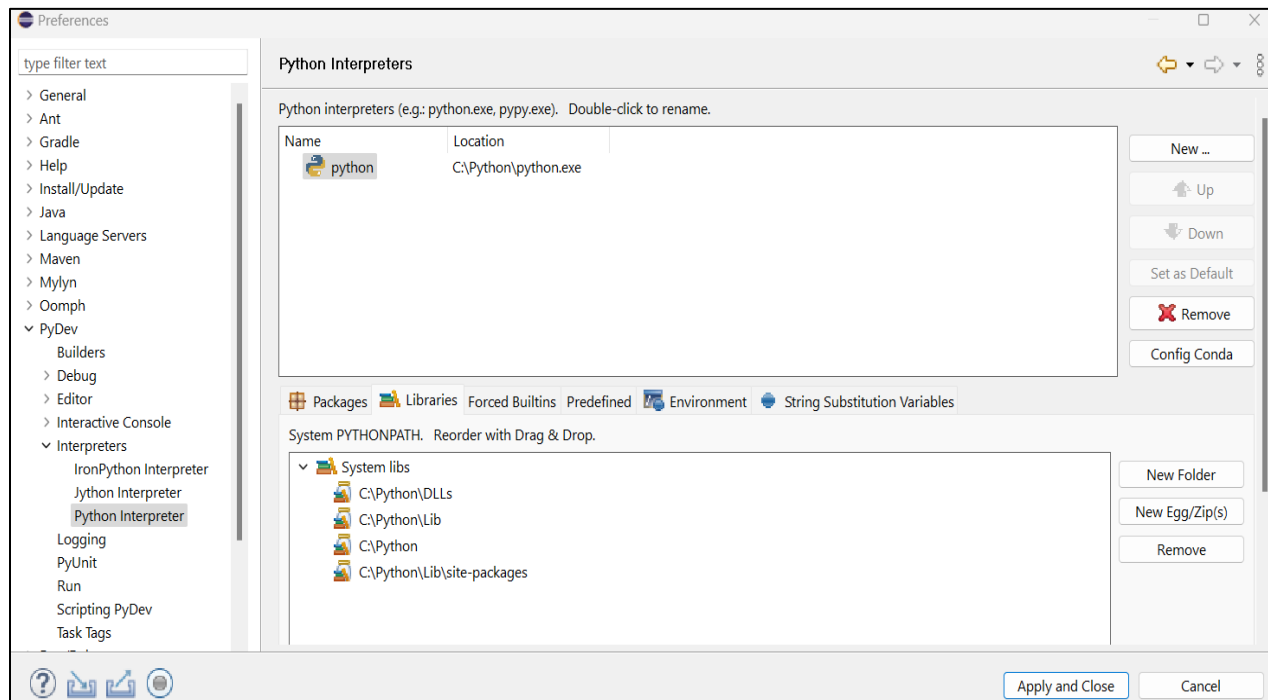 Preferences
type filter text
General
Ant
Gradle
Help
Install/Update
Java
Language Servers
Maven
Mylyn
Oomph
PyDev
Builders
Debug
Editor
Interactive Console
Interpreters
IronPython Interpreter
Jython Interpreter
Python Interpreter
Logging
PyUnit
Run
Scripting PyDev
Task Tags
Python Interpreters
Python interpreters (e.g.: python.exe, pypy.exe).   Double-click to rename.
Name Location
python C:\Python\python.exe
New ...
Up
Down
Set as Default
Remove
Config Conda
Packages Libraries Forced Builtins Predefined Environment String Substitution Variables
System PYTHONPATH.   Reorder with Drag & Drop.
System libs
C:\Python\DLLs
C:\Python\Lib
C:\Python
C:\Python\Lib\site-packages
New Folder
New Egg/Zip(s)
Remove
Apply and Close Cancel